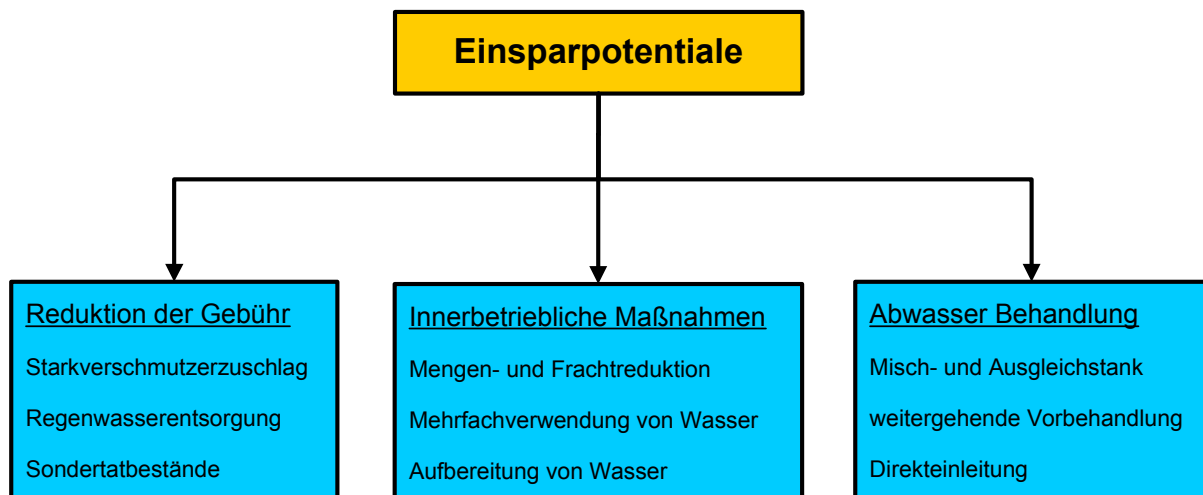 Einsparpotentiale
Reduktion der Gebühr
Starkverschmutzerzuschlag
Regenwasserentsorgung
Sondertatbestände
Innerbetriebliche Maßnahmen
Mengen- und Frachtreduktion
Mehrfachverwendung von Wasser
Aufbereitung von Wasser
Abwasser Behandlung
Misch- und Ausgleichstank
weitergehende Vorbehandlung
Direkteinleitung